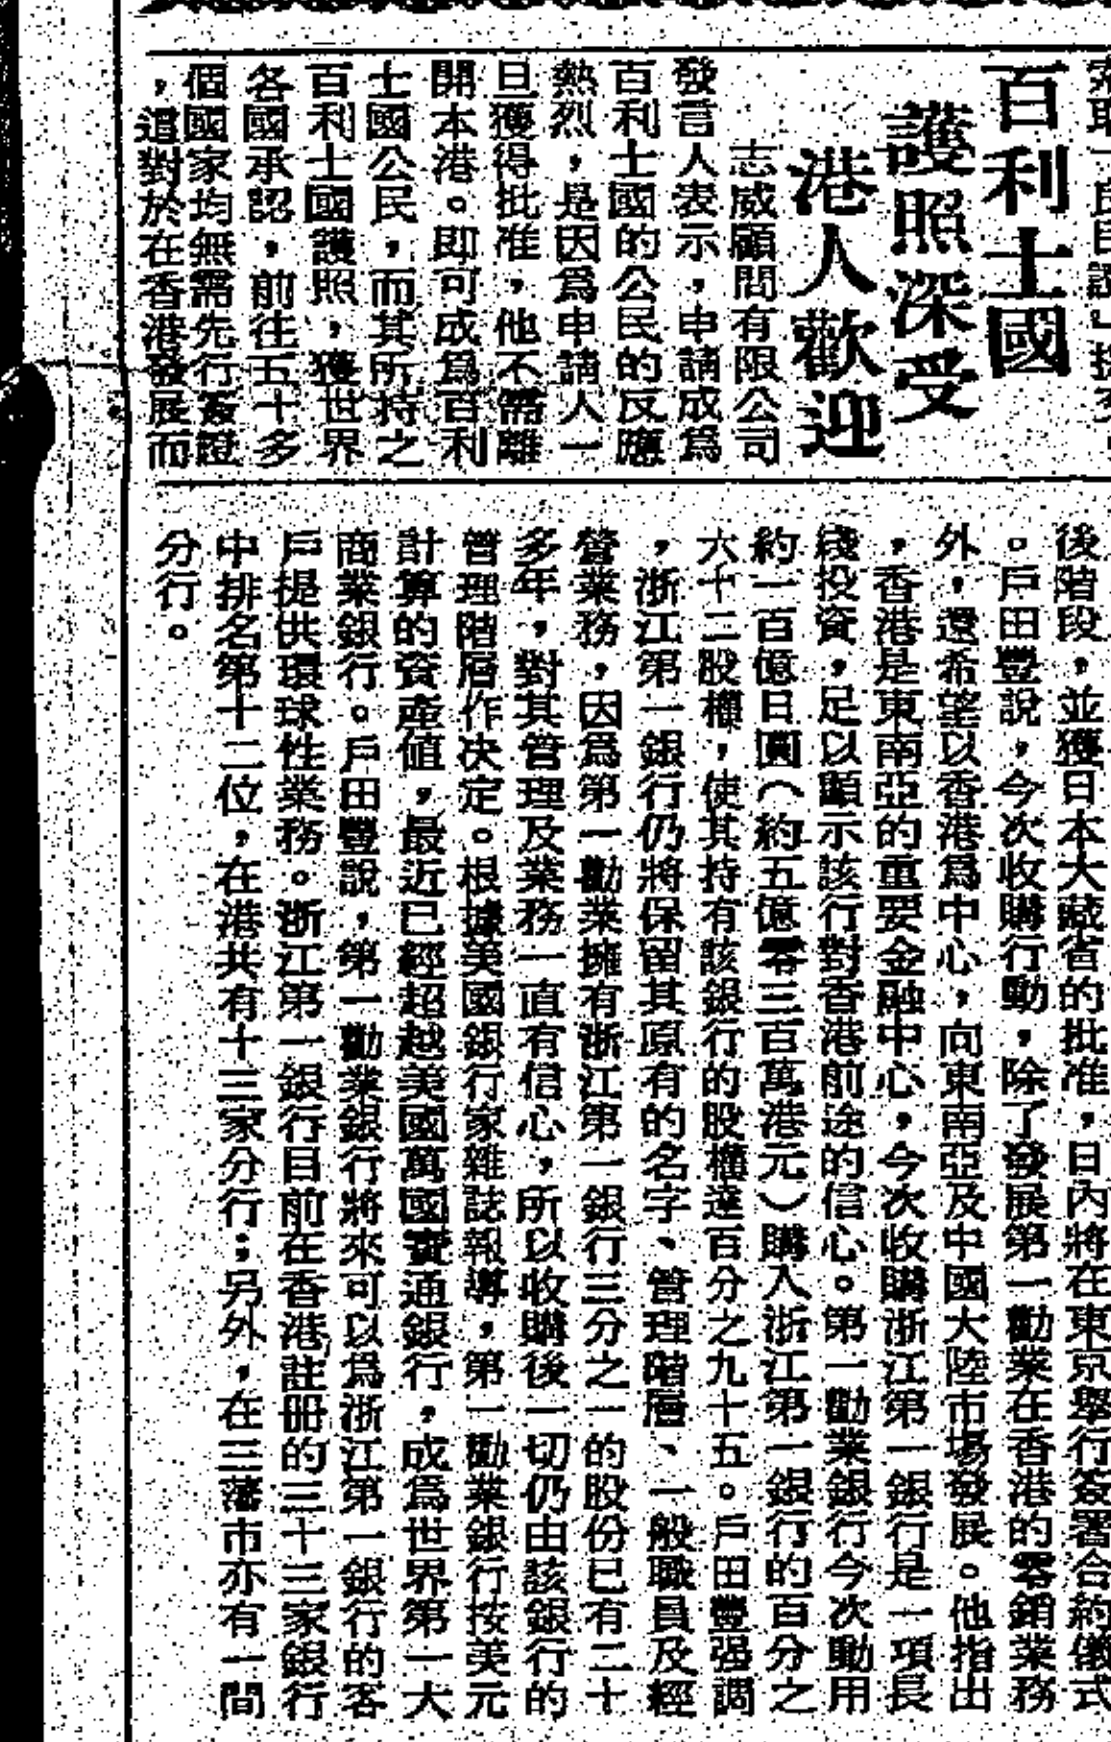 索取「良民證」提交
百利士國
護照深受
港人歡迎
志威顧問有限公司
發言人表示，申請成爲
百利士國的公民的反應
熱烈，是因爲申請人一
旦獲得批准，他不需離
開本港。即可成爲百利
士國公民，而其所持之
百利士國護照，獲世界
各國承認，前往五十多
個國家均無需先行簽證
，這對於在香港發展而
後階段，並獲日本大藏省的批准，日內將在東京舉行簽署合約儀式
。戶田豐說，今次收購行動，除了發展第一勸業在香港的零銷業務
外，還希望以香港爲中心，向東南亞及中國大陸市場發展。他指出
，香港是東南亞的重要金融中心，今次收購浙江第一銀行是一項長
綫投資，足以顯示該行對香港前途的信心。第一勸業銀行今次動用
約一百億日圓（約五億零三百萬港元）購入浙江第一銀行的百分之
六十二股權，使其持有該銀行的股權達百分之九十五。戶田豐强調
，浙江第一銀行仍將保留其原有的名字、管理階層、一般職員及經
營業務，因爲第一勸業擁有浙江第一銀行三分之一的股份已有二十
多年，對其管理及業務一直有信心，所以收購後一切仍由該銀行的
管理階層作决定。根據美國銀行家雜誌報導，第一勸業銀行按美元
計算的資產值，最近已經超越美國萬國寶通銀行，成爲世界第一大
商業銀行。戶田豐說，第一勸業銀行將來可以爲浙江第一銀行的客
戶提供環球性業務。浙江第一銀行目前在香港註册的三十三家銀行
中排名第十二位，在港共有十三家分行；另外，在三藩市亦有一間
分行。